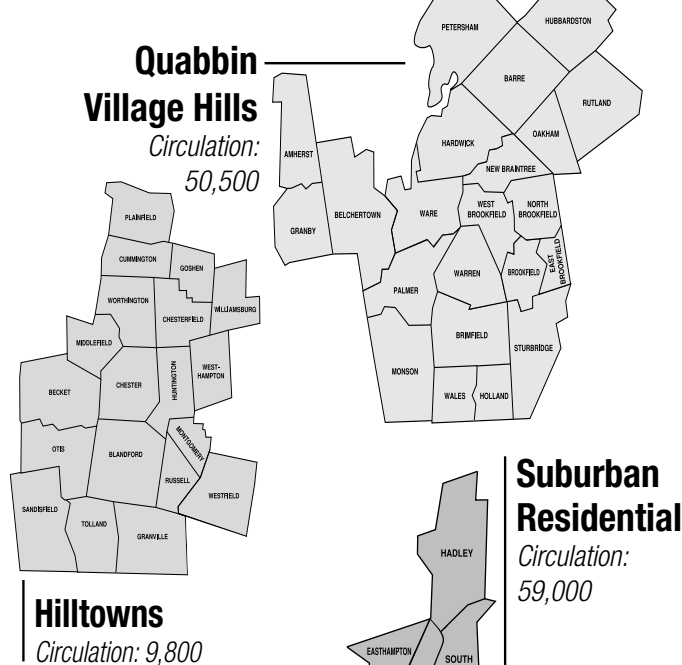 Quabbin
Village Hills
Circulation:
50,500
PETERSHAM
HUBBARDSTON
BARRE
RUTLAND
HARDWICK
OAKHAM
NEW BRAINTREE
AMHERST
BELCHERTOWN
GRANBY
WARE
WEST
BROOKFIELD
NORTH
BROOKFIELD
EAST
BROOKFIELD
BROOKFIELD
WARREN
PALMER
BRIMFIELD
STURBRIDGE
MONSON
WALES
HOLLAND
PLAINFIELD
CUMMINGTON
GOSHEN
WORTHINGTON
CHESTERFIELD
WILLIAMSBURG
MIDDLEFIELD
BECKET
CHESTER
HUNTINGTON
WEST-
HAMPTON
MONTGOMERY
OTIS
BLANDFORD
RUSSELL
WESTFIELD
SANDISFIELD
TOLLAND
GRANVILLE
Hilltowns
Circulation: 9,800
Suburban
Residential
Circulation:
59,000
HADLEY
EASTHAMPTON
SOUTH